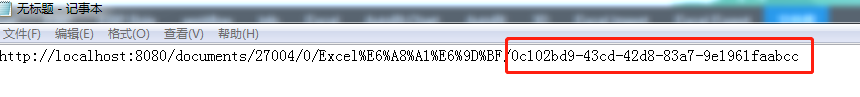 无标题 - 记事本
文件(F) 编辑(E) 格式(O) 查看(V) 帮助(H)
http://localhost:8080/documents/27004/0/Excel%E6%A8%A1%E6%9D%BF/0c102bd9-43cd-42d8-83a7-9e1961faabcc